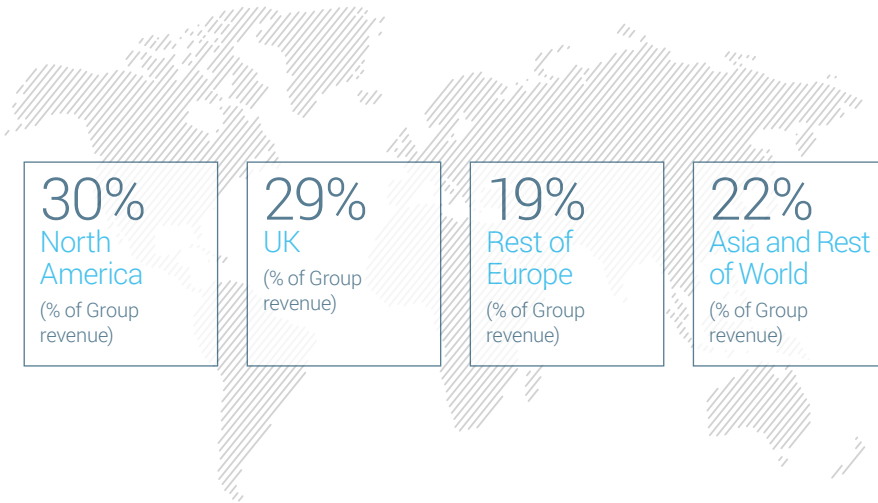 30%
North
America
(% of Group
revenue)
29%
UK
(% of Group
revenue)
19%
Rest of
Europe
(% of Group
revenue)
22%
Asia and Rest
of World
(% of Group
revenue)